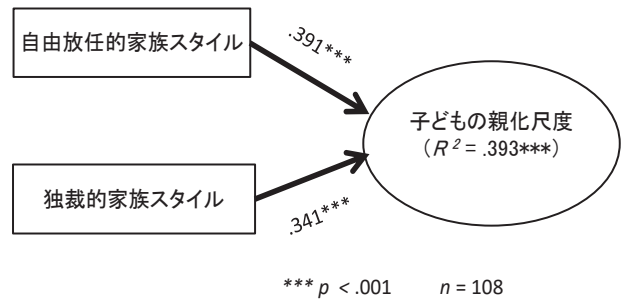 自由放任的家族スタイル
.391***
子どもの親化尺度
（R² = .393***）
独裁的家族スタイル
.341***
*** p < .001 n = 108